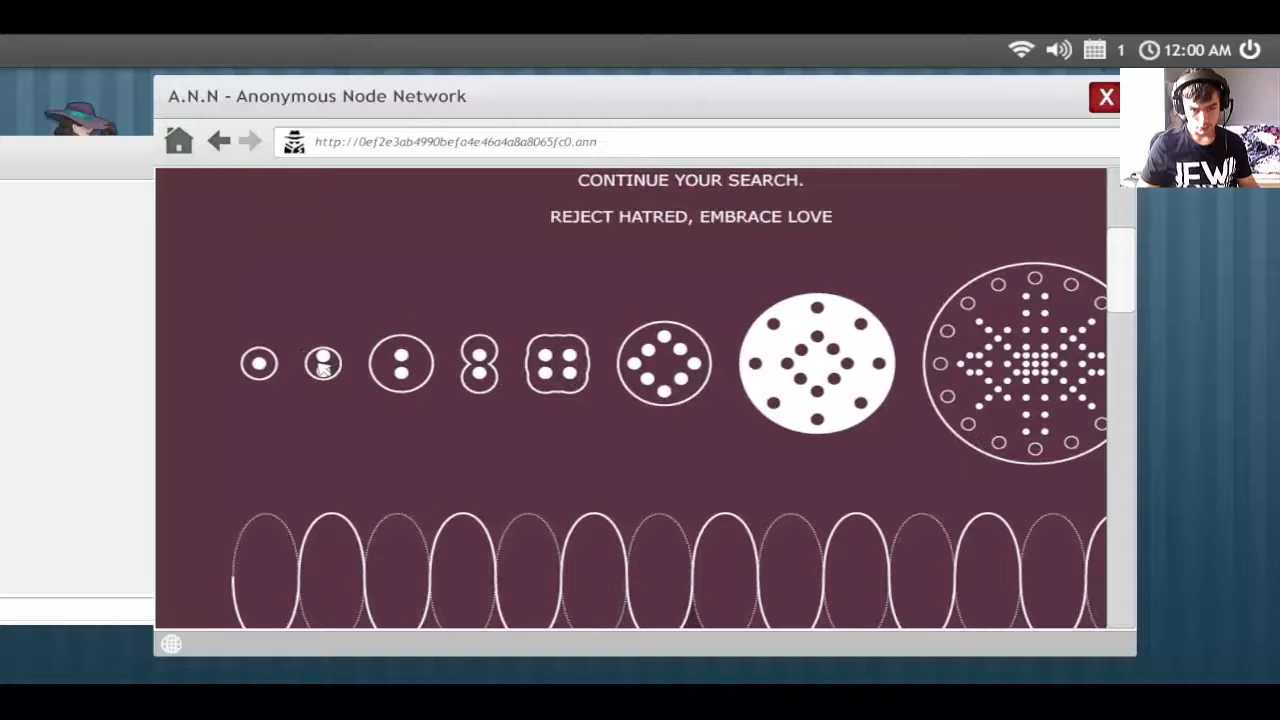 1 12:00 AM
A.N.N - Anonymous Node Network
X
http://0ef2e3ab4990befa4e46a4a8a8065fc0.ann
CONTINUE YOUR SEARCH.
REJECT HATRED, EMBRACE LOVE